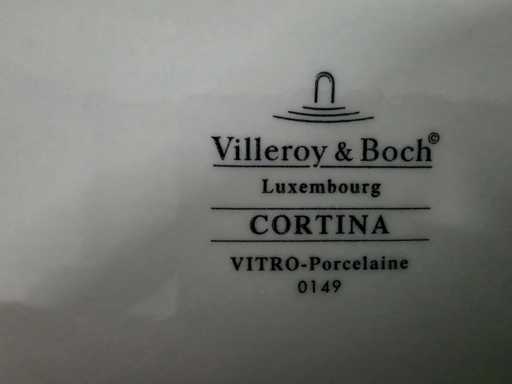 Villeroy & Boch©
Luxembourg
CORTINA
VITRO-Porcelaine
0149